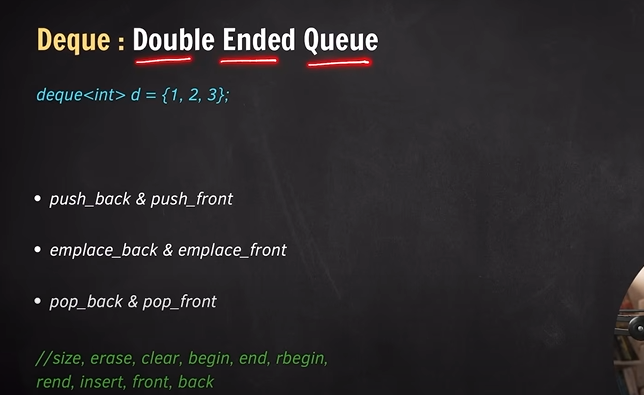 Deque : Double Ended Queue
deque<int> d = {1, 2, 3};
• push_back & push_front
• emplace_back & emplace_front
• pop_back & pop_front
//size, erase, clear, begin, end, rbegin,
rend, insert, front, back